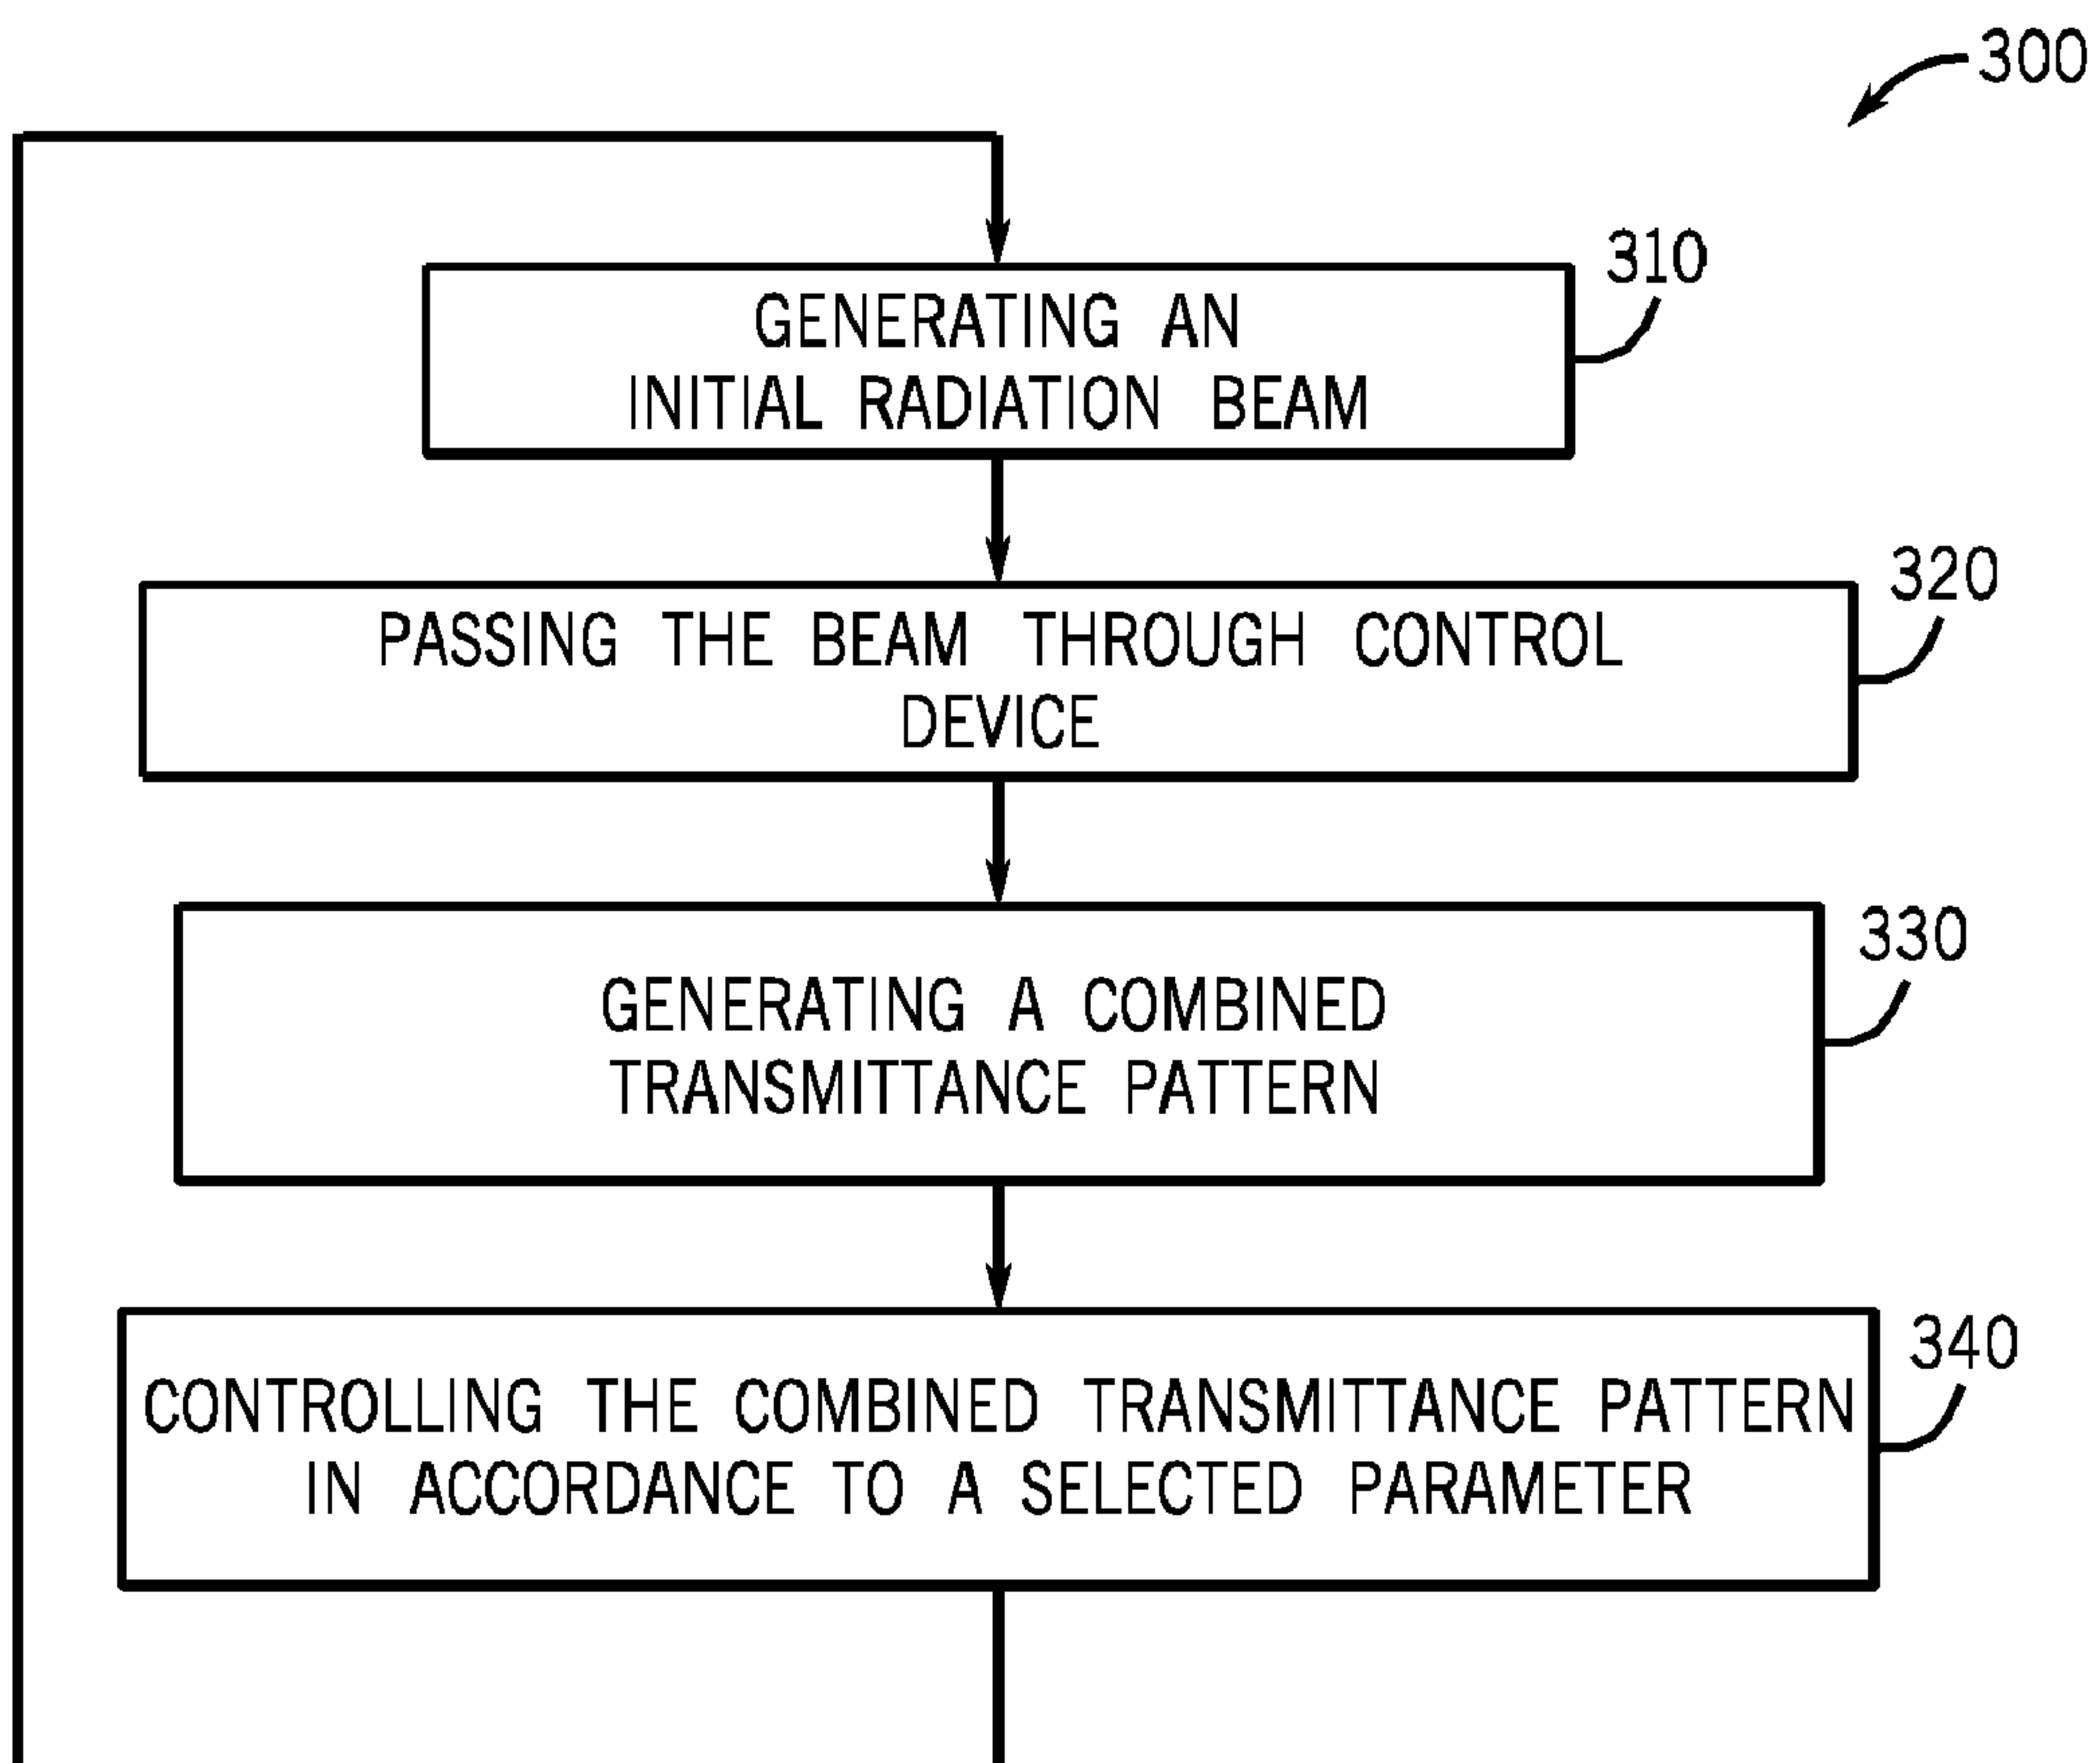 300
310
GENERATING AN
INITIAL RADIATION BEAM
320
PASSING THE BEAM THROUGH CONTROL
DEVICE
330
GENERATING A COMBINED
TRANSMITTANCE PATTERN
340
CONTROLLING THE COMBINED TRANSMITTANCE PATTERN
IN ACCORDANCE TO A SELECTED PARAMETER